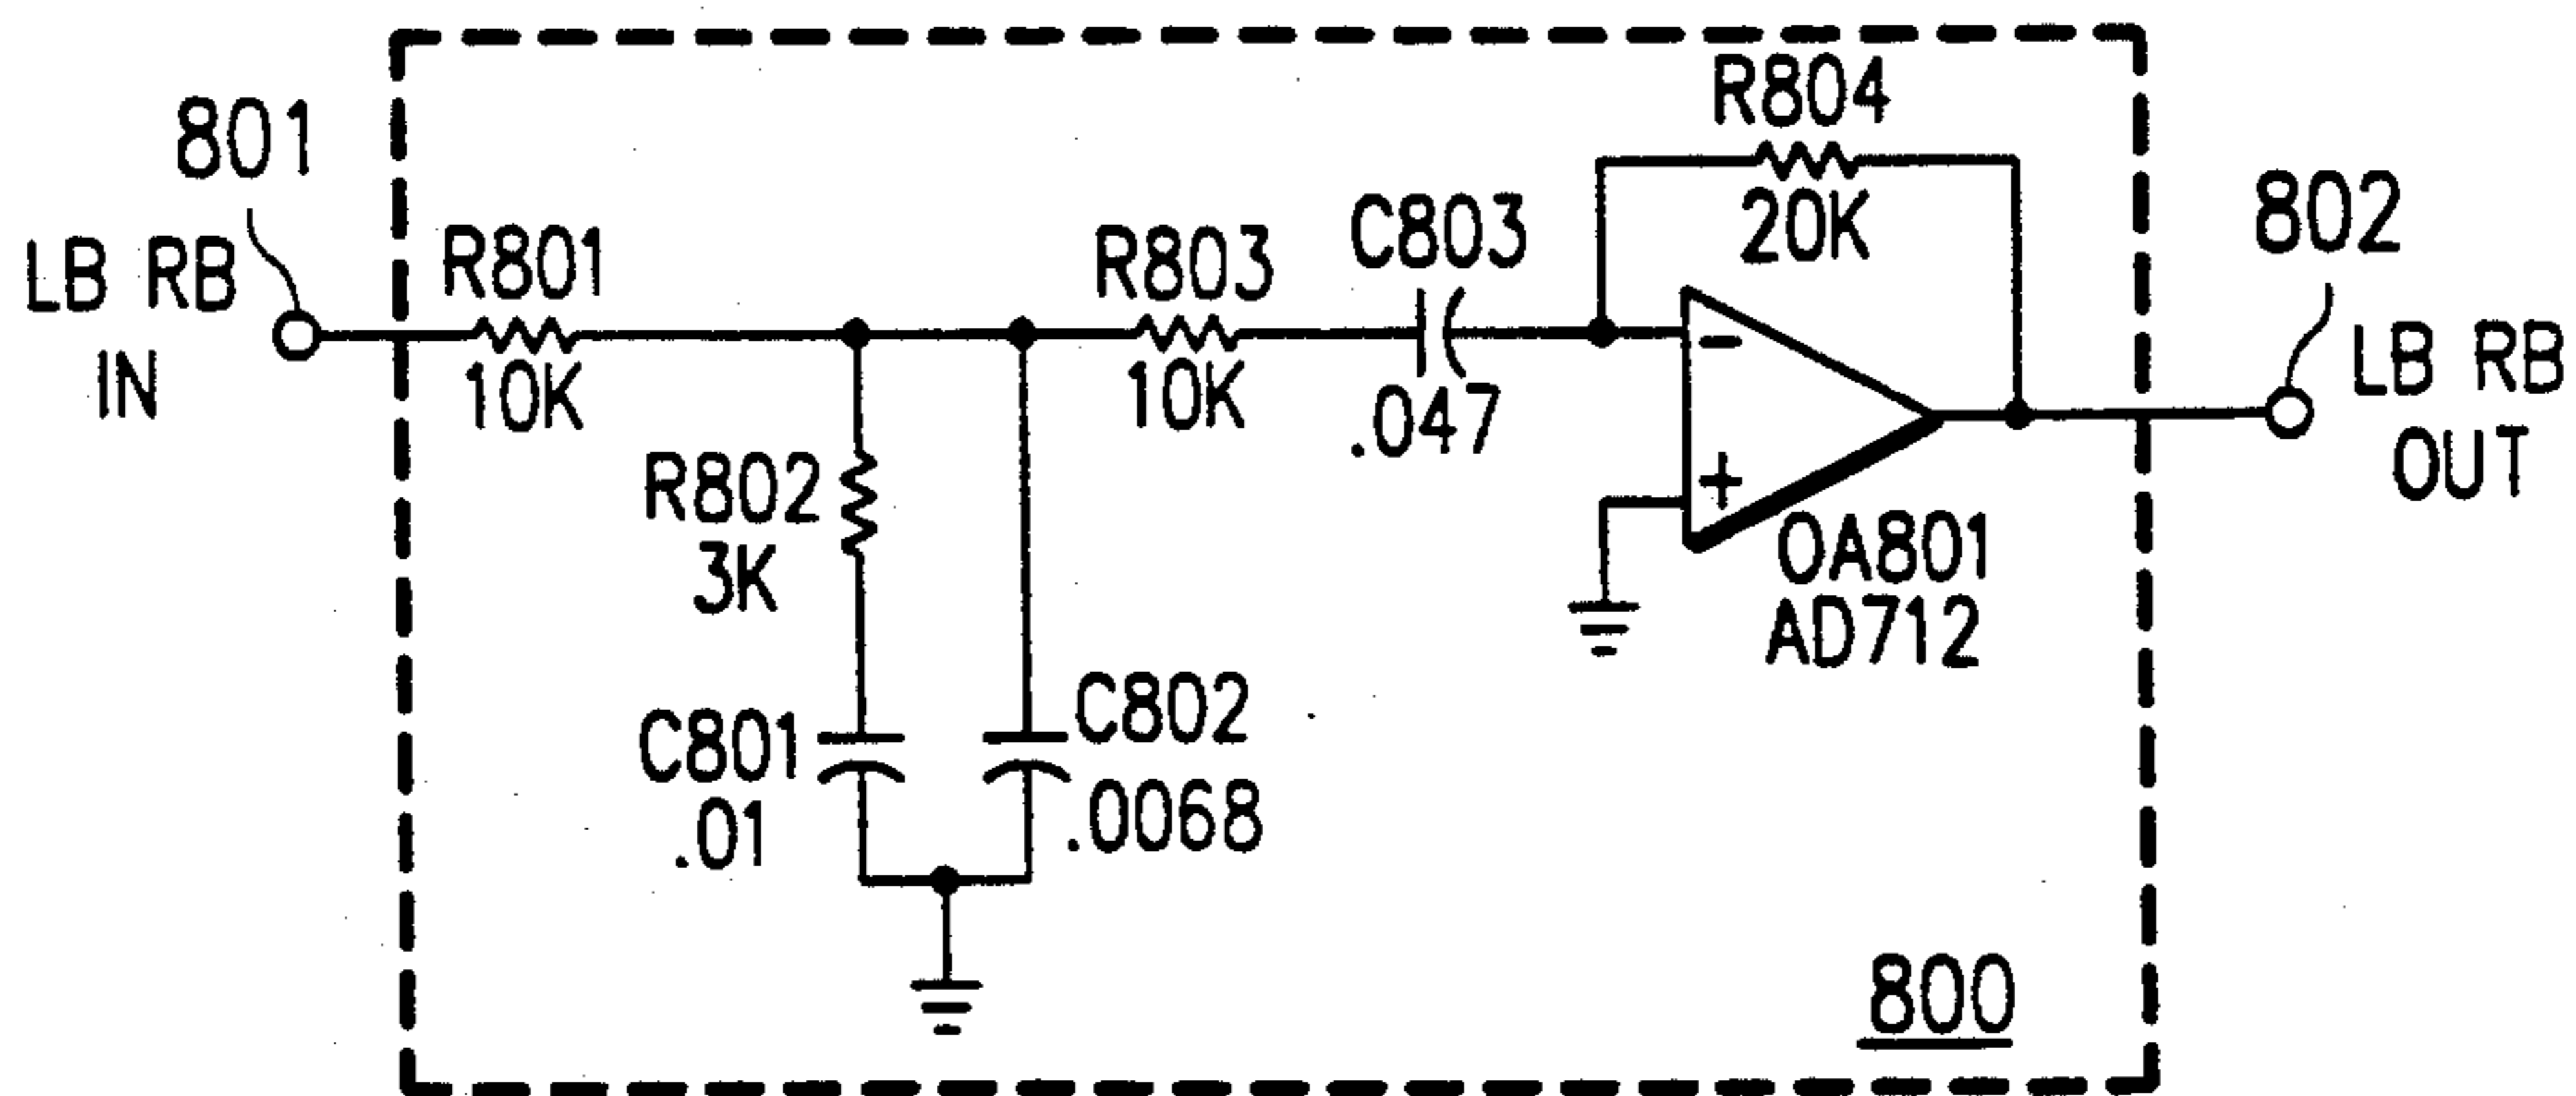 801
LB RB
IN
R801
10K
R802
3K
C801
.01
C802
.0068
R803
10K
C803
.047
R804
20K
-
+
OA801
AD712
802
LB RB
OUT
800